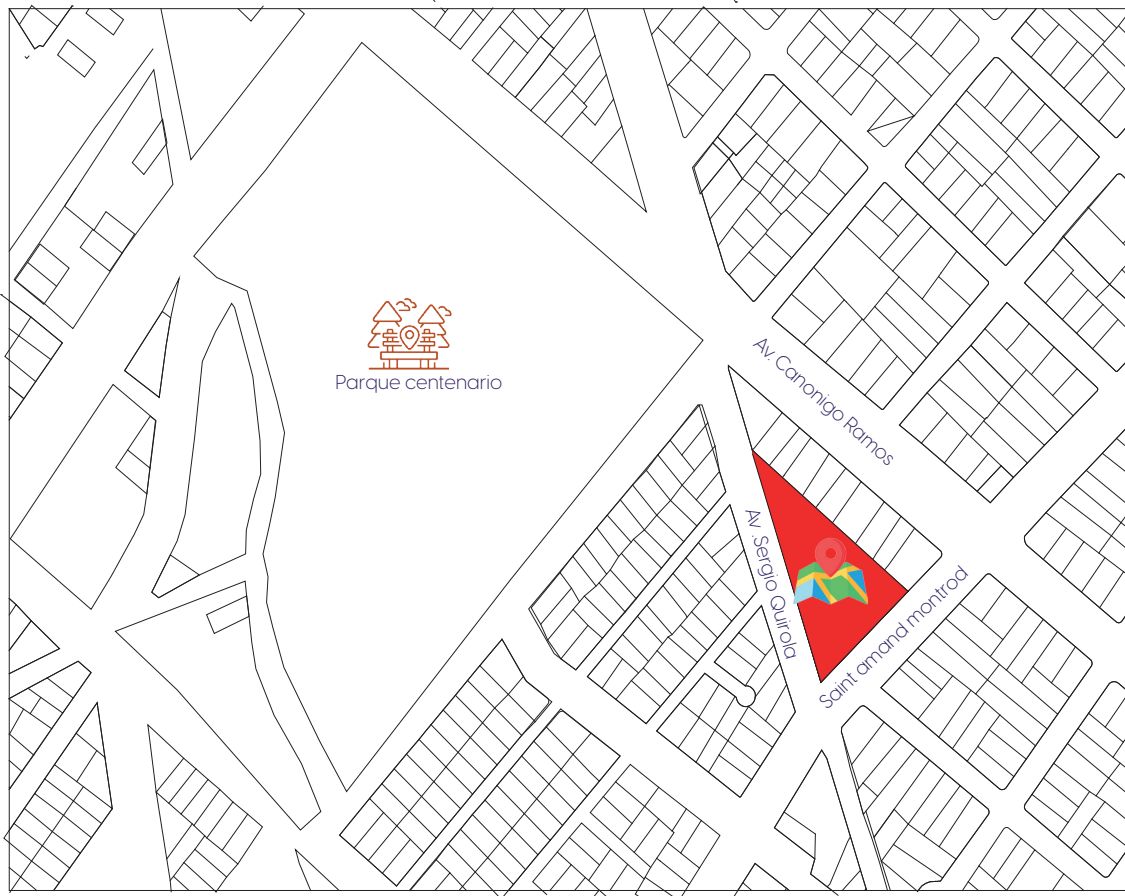 Parque centenario
Av. Canonigo Ramos
Av .Sergio Quirola
Saint amand montrod